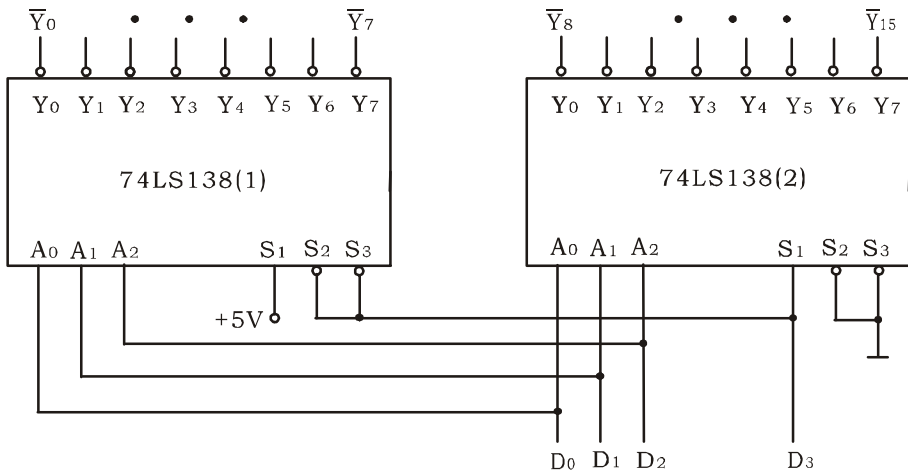 Y̅0 • • • Y̅7 Y̅8 • • • Y̅15
Y0 Y1 Y2 Y3 Y4 Y5 Y6 Y7 Y0 Y1 Y2 Y3 Y4 Y5 Y6 Y7
74LS138(1) 74LS138(2)
A0 A1 A2 S1 S2 S3 A0 A1 A2 S1 S2 S3
+5V
D0 D1 D2 D3